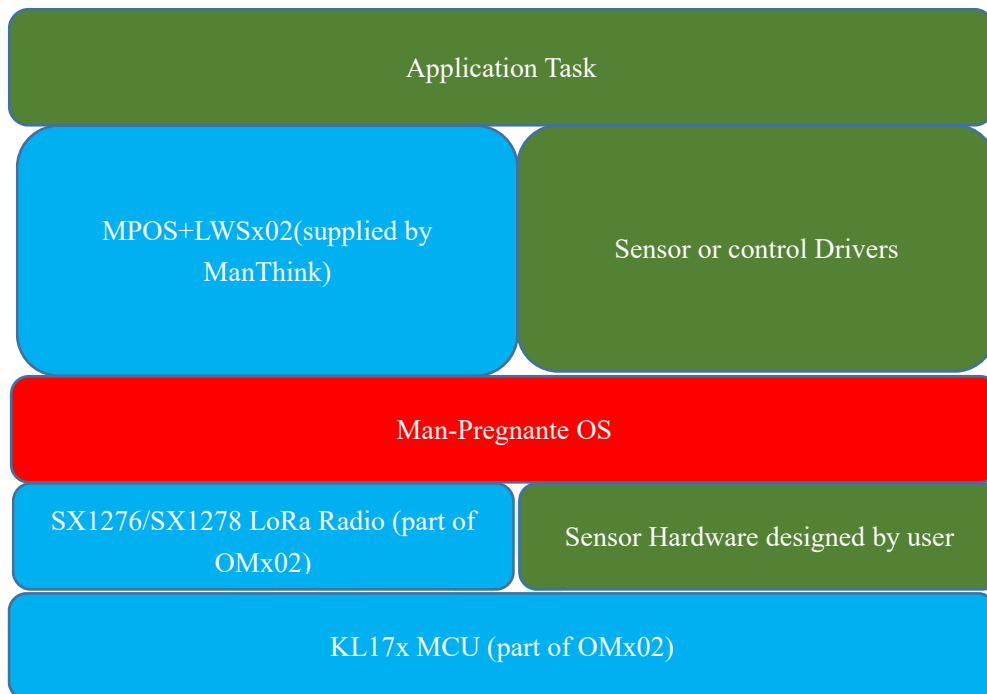 Application Task
MPOS+LWSx02(supplied by
ManThink)
Sensor or control Drivers
Man-Pregnante OS
SX1276/SX1278 LoRa Radio (part of
OMx02)
Sensor Hardware designed by user
KL17x MCU (part of OMx02)